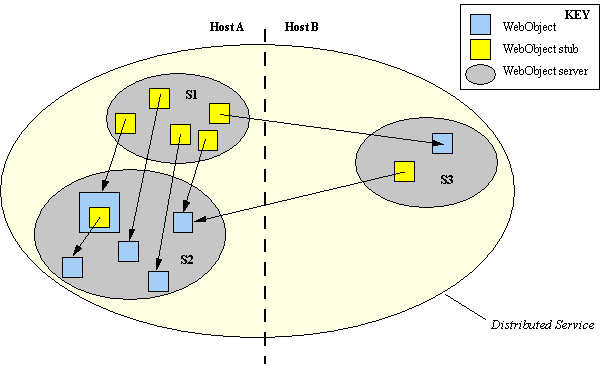 Host A
Host B
KEY
WebObject
WebObject stub
WebObject server
S1
S3
S2
Distributed Service